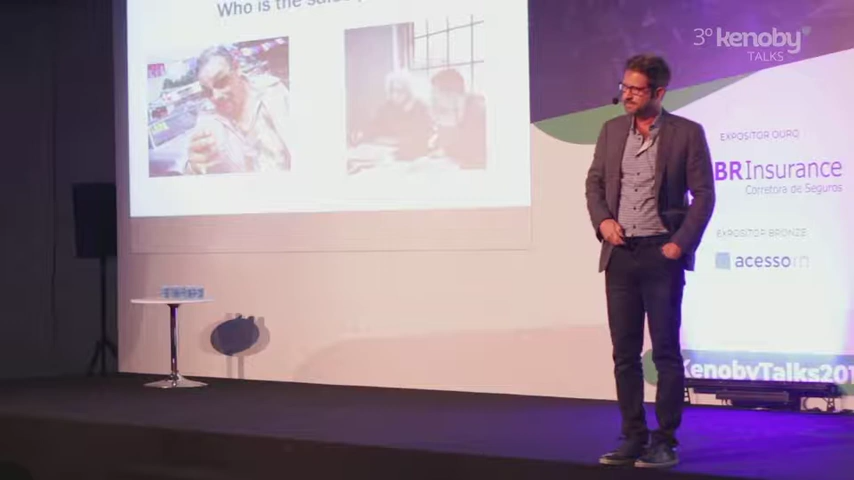 Who is the
3º kenoby
TALKS
EXPOSITOR OURO
BRInsurance
Corretora de Seguros
EXPOSITOR BRONZE
acesso
KenobyTalks201